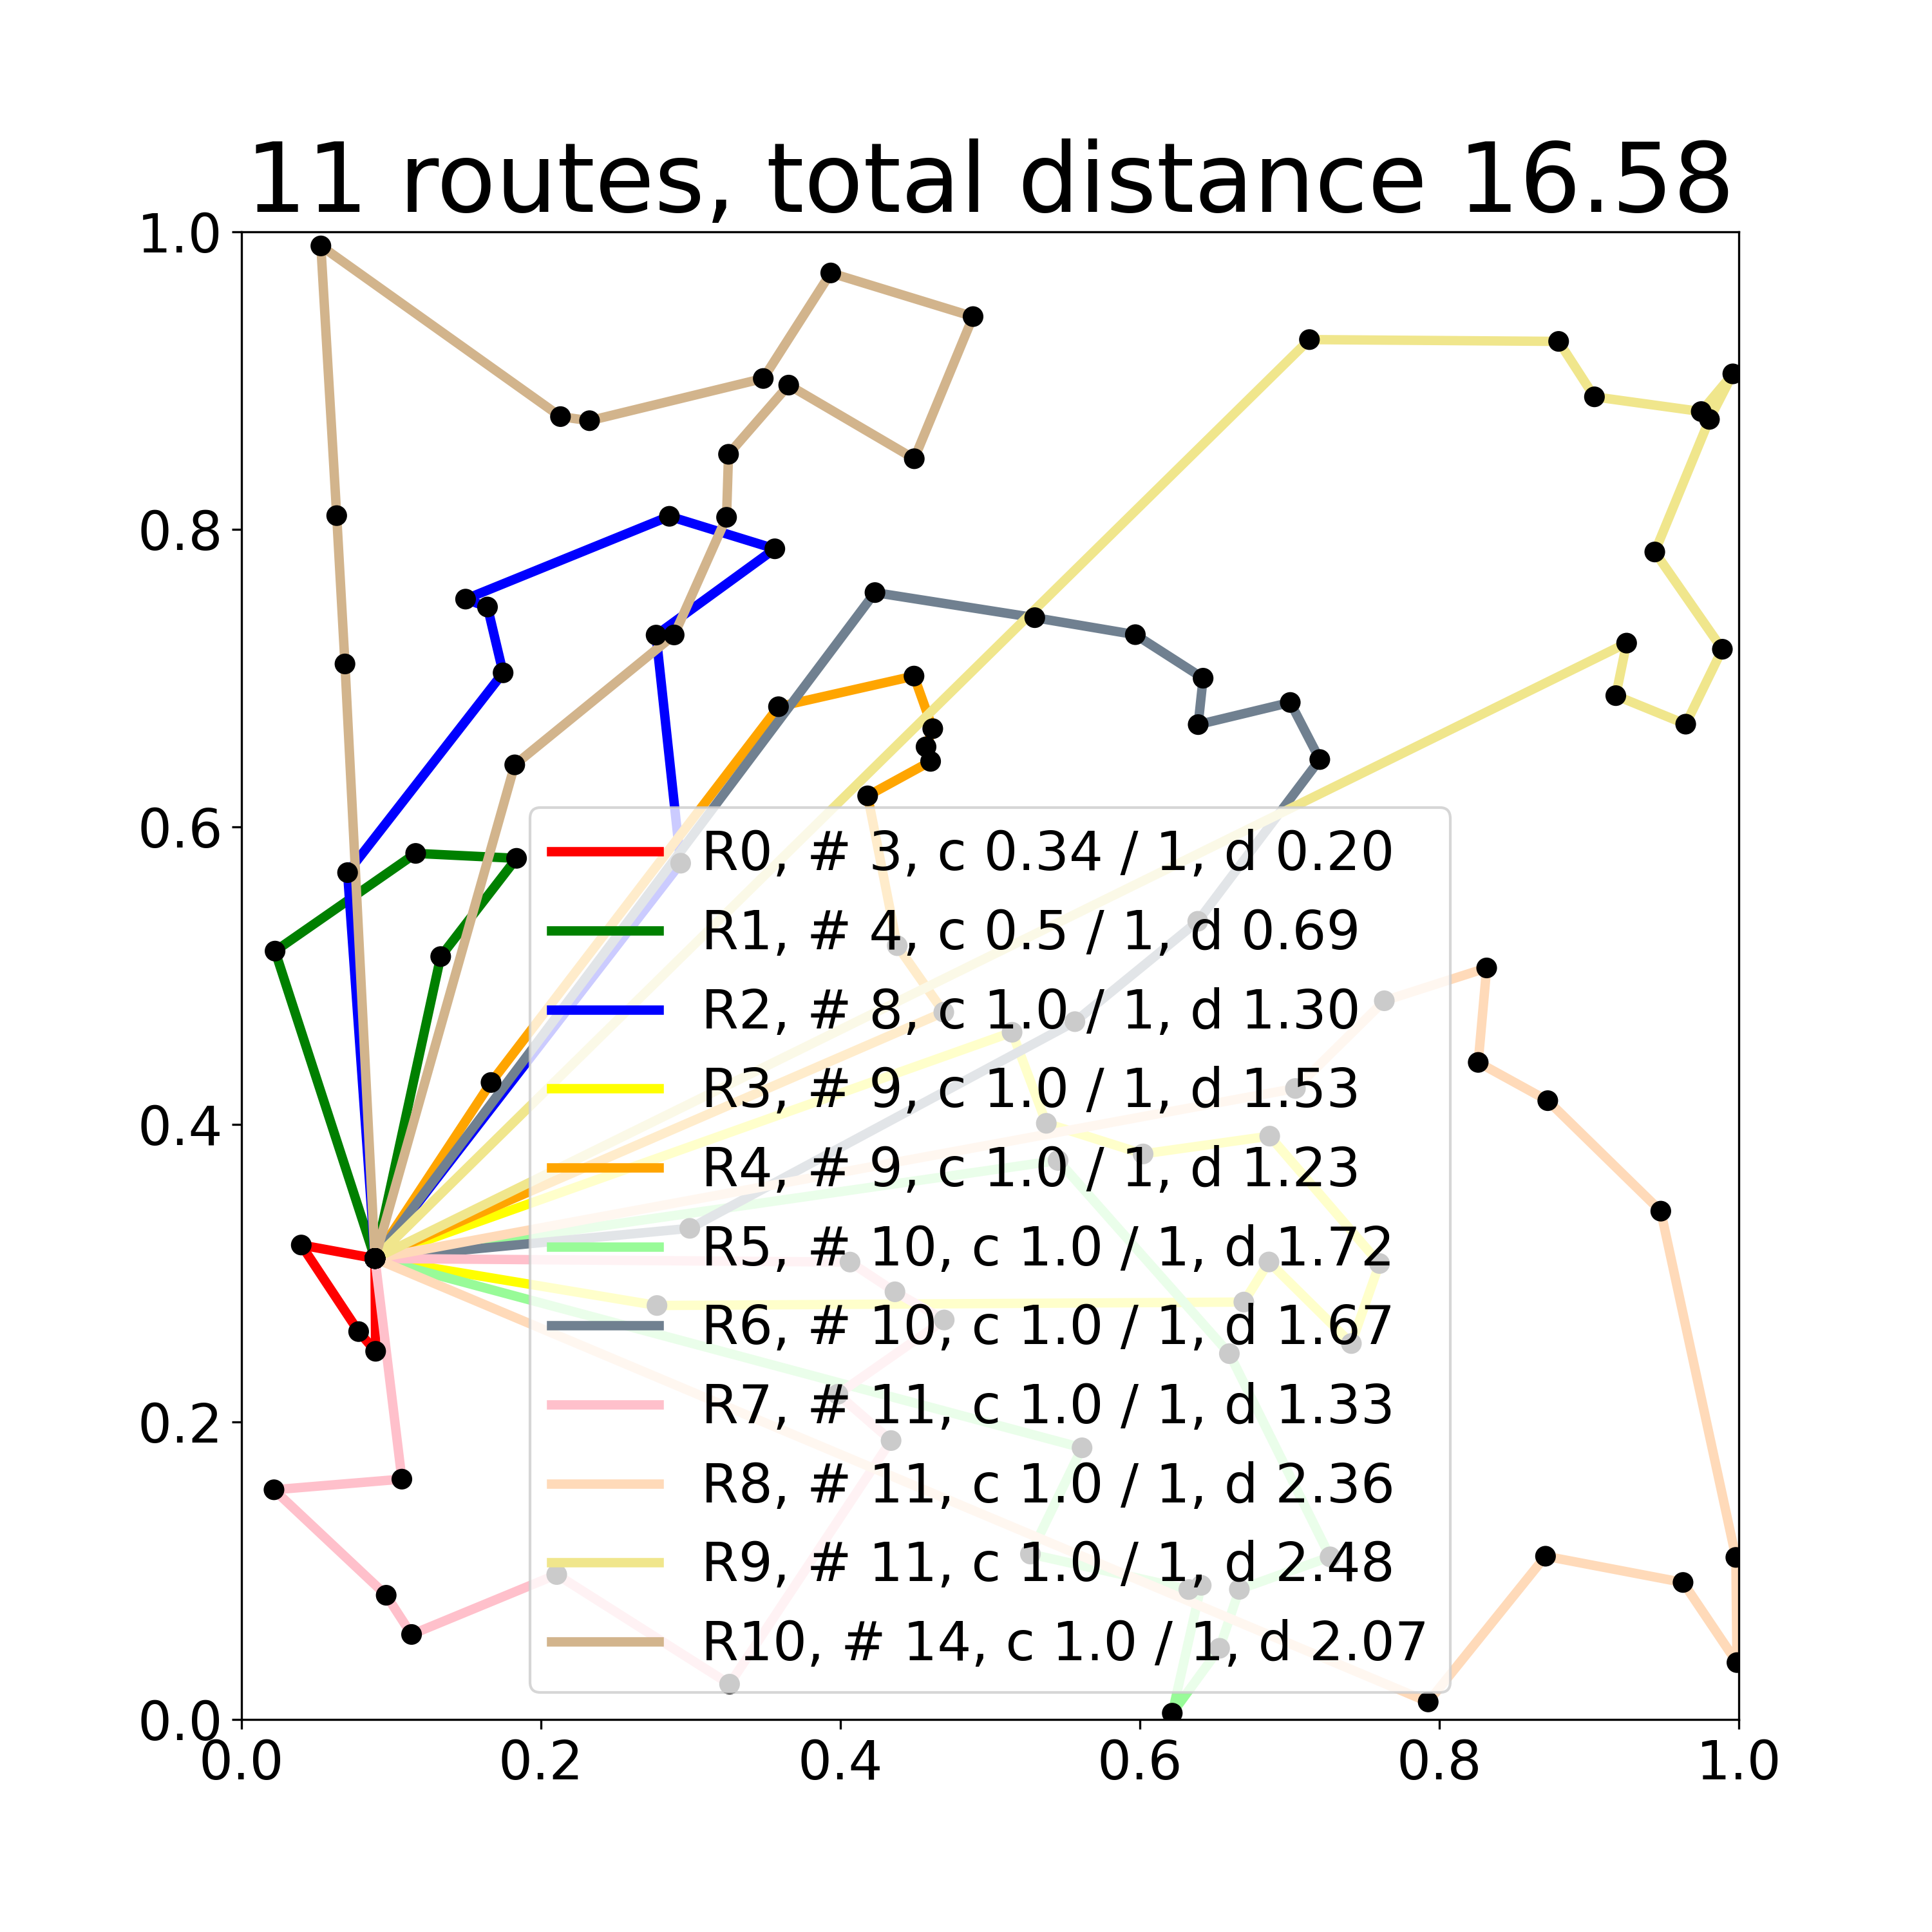 11 routes, total distance 16.58
1.0
0.8
0.6
0.4
0.2
0.0
R0, # 3, c 0.34 / 1, d 0.20
R1, # 4, c 0.5 / 1, d 0.69
R2, # 8, c 1.0 / 1, d 1.30
R3, # 9, c 1.0 / 1, d 1.53
R4, # 9, c 1.0 / 1, d 1.23
R5, # 10, c 1.0 / 1, d 1.72
R6, # 10, c 1.0 / 1, d 1.67
R7, # 11, c 1.0 / 1, d 1.33
R8, # 11, c 1.0 / 1, d 2.36
R9, # 11, c 1.0 / 1, d 2.48
R10, # 14, c 1.0 / 1, d 2.07
0.0 0.2 0.4 0.6 0.8 1.0